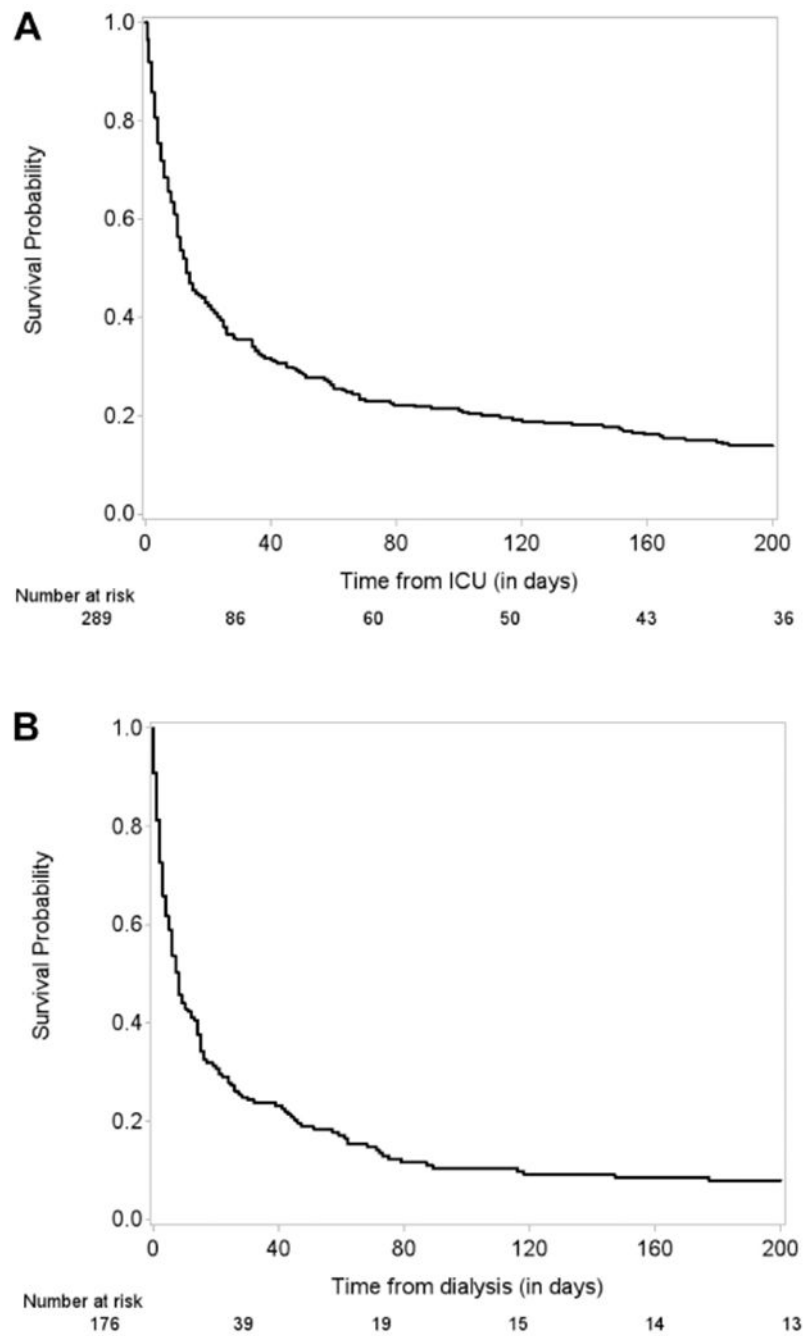 A
1.0
0.8
0.6
0.4
0.2
0.0
Survival Probability
0 40 80 120 160 200
Time from ICU (in days)
Number at risk
289 86 60 50 43 36
B
1.0
0.8
0.6
0.4
0.2
0.0
Survival Probability
0 40 80 120 160 200
Time from dialysis (in days)
Number at risk
176 39 19 15 14 13